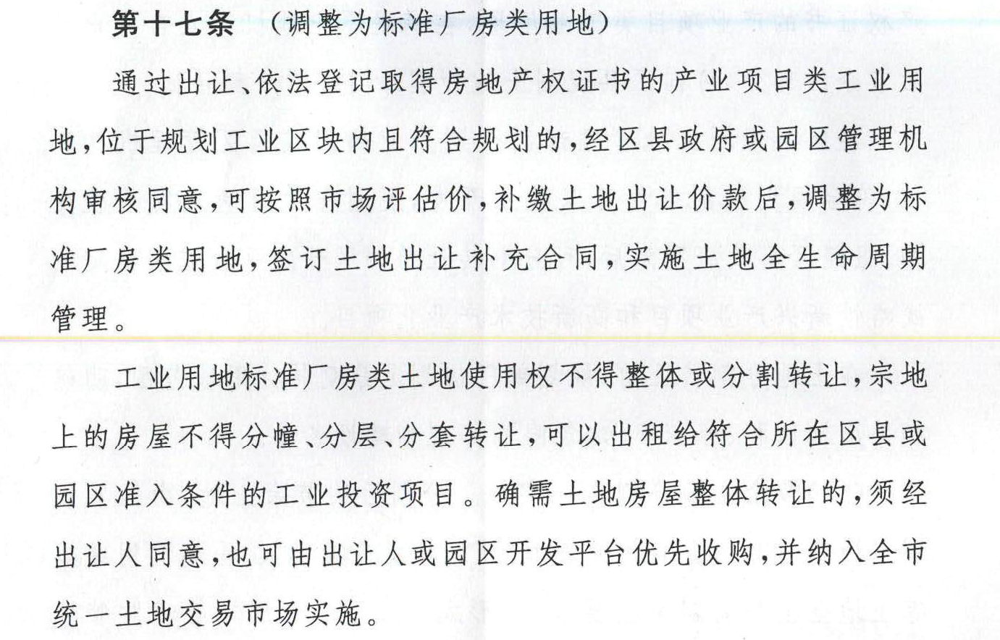 第十七条 （调整为标准厂房类用地）
通过出让、依法登记取得房地产权证书的产业项目类工业用
地,位于规划工业区块内且符合规划的,经区县政府或园区管理机
构审核同意,可按照市场评估价,补缴土地出让价款后,调整为标
准厂房类用地,签订土地出让补充合同,实施土地全生命周期
管理。
工业用地标准厂房类土地使用权不得整体或分割转让,宗地
上的房屋不得分幢、分层、分套转让,可以出租给符合所在区县或
园区准入条件的工业投资项目。确需土地房屋整体转让的,须经
出让人同意,也可由出让人或园区开发平台优先收购,并纳入全市
统一土地交易市场实施。